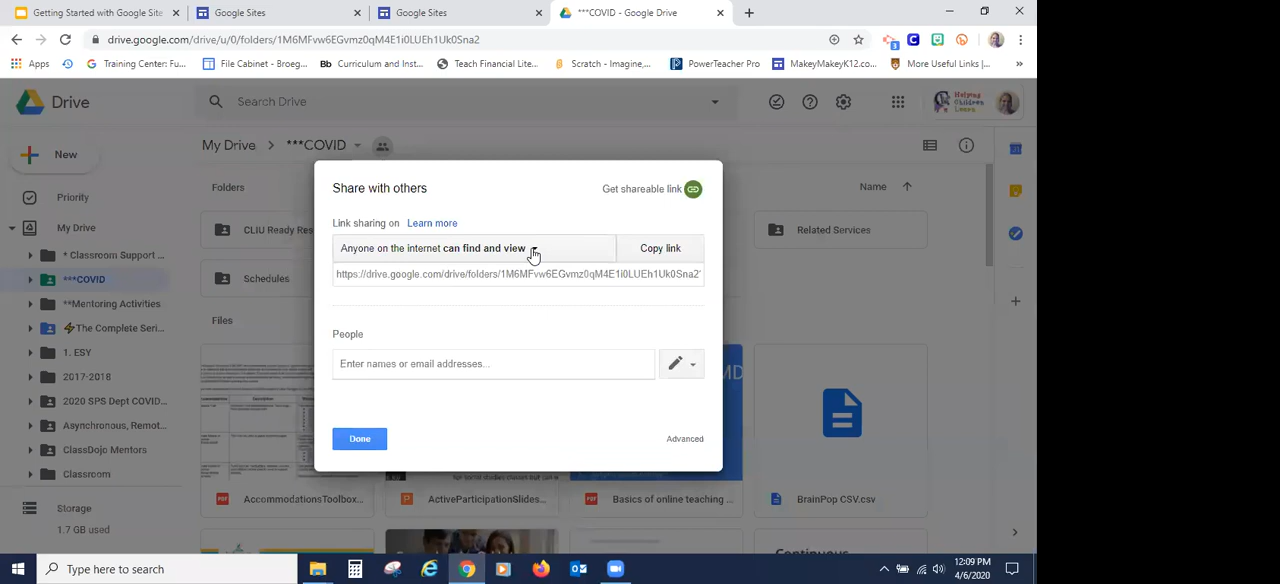 Getting Started with Google Site
Google Sites
Google Sites
***COVID - Google Drive
drive.google.com/drive/u/0/folders/1M6MFvw6EGvmz0qM4E1i0LUEh1Uk0Sna2
Apps
Training Center: Fu...
File Cabinet - Broeg...
Bb Curriculum and Inst...
Teach Financial Lite...
Scratch - Imagine,...
PowerTeacher Pro
MakeyMakeyK12.co...
More Useful Links |...
»
Drive
Search Drive
Helping Children Learn
New
My Drive > ***COVID
Priority
My Drive
* Classroom Support ...
***COVID
**Mentoring Activities
⚡The Complete Seri...
1. ESY
2017-2018
2020 SPS Dept COVID...
Asynchronous, Remot...
ClassDojo Mentors
Classroom
Storage
1.7 GB used
Folders
Name
CLIU Ready Res
Related Services
Schedules
Files
Share with others
Get shareable link
Link sharing on Learn more
Anyone on the internet can find and view
Copy link
https://drive.google.com/drive/folders/1M6MFvw6EGvmz0qM4E1i0LUEh1Uk0Sna2
People
Enter names or email addresses...
Done
Advanced
MD
AccommodationsToolbox...
ActiveParticipationSlides...
Basics of online teaching ...
BrainPop CSV.csv
Continuous
Type here to search
12:09 PM
4/6/2020